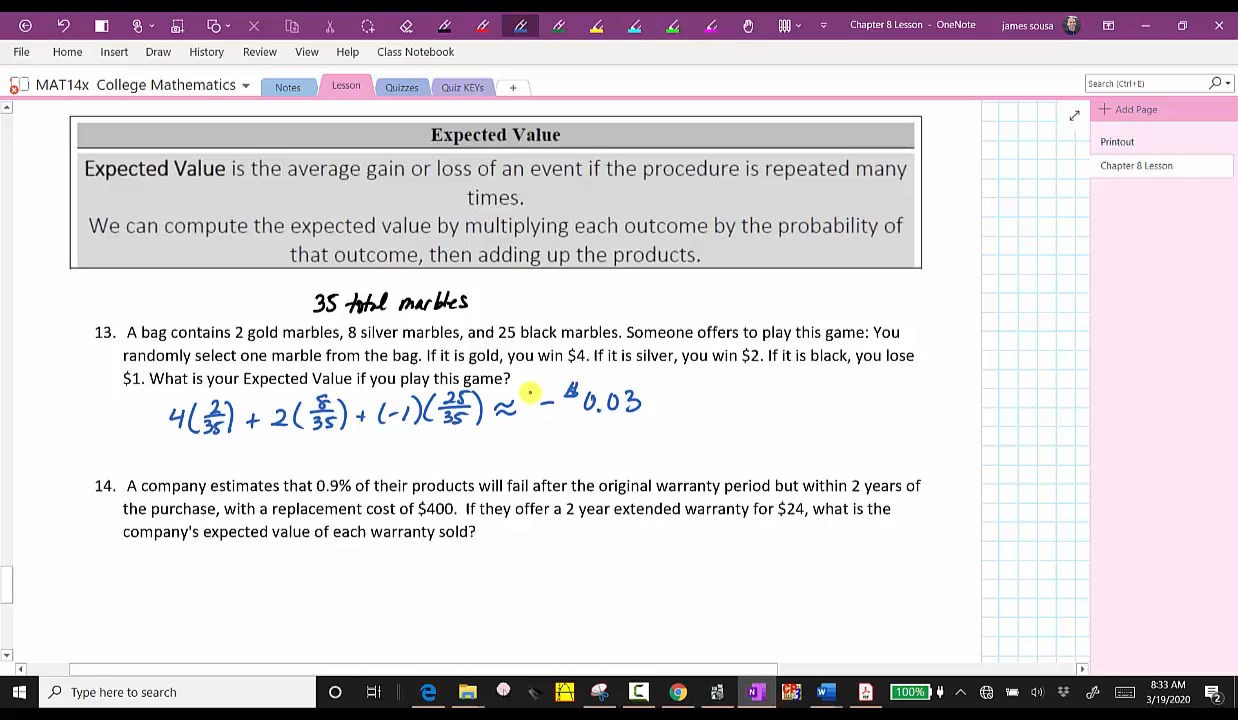 Chapter 8 Lesson - OneNote
james sousa
File Home Insert Draw History Review View Help Class Notebook
MAT14x College Mathematics
Notes Lesson Quizzes Quiz KEYs +
Search (Ctrl+E)
Add Page
Printout
Chapter 8 Lesson
Expected Value
Expected Value is the average gain or loss of an event if the procedure is repeated many
times.
We can compute the expected value by multiplying each outcome by the probability of
that outcome, then adding up the products.
35 total marbles
13. A bag contains 2 gold marbles, 8 silver marbles, and 25 black marbles. Someone offers to play this game: You
randomly select one marble from the bag. If it is gold, you win $4. If it is silver, you win $2. If it is black, you lose
$1. What is your Expected Value if you play this game?
4(2/35) + 2(8/35) + (-1)(25/35) ≈ - $0.03
14. A company estimates that 0.9% of their products will fail after the original warranty period but within 2 years of
the purchase, with a replacement cost of $400. If they offer a 2 year extended warranty for $24, what is the
company's expected value of each warranty sold?
Type here to search
100%
8:33 AM
3/19/2020
2